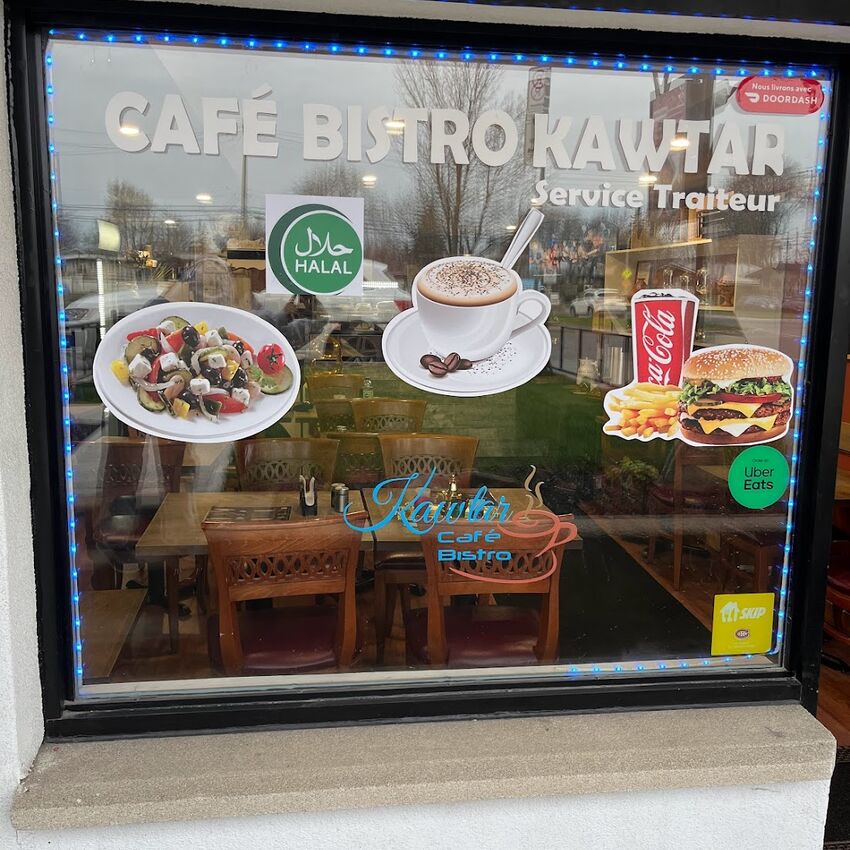 Nous livrons avec
DOORDASH
CAFÉ BISTRO KAWTAR
Service Traiteur
حلال
HALAL
Coca-Cola
Uber
Eats
Kawtar
Café
Bistro
SKIP